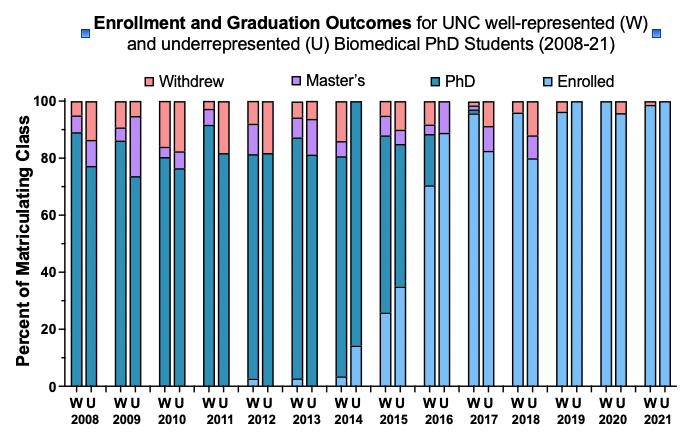 Enrollment and Graduation Outcomes for UNC well-represented (W)
and underrepresented (U) Biomedical PhD Students (2008-21)
Withdrew Master's PhD Enrolled
Percent of Matriculating Class
100
80
60
40
20
0
W U W U W U W U W U W U W U W U W U W U W U W U W U W U
2008 2009 2010 2011 2012 2013 2014 2015 2016 2017 2018 2019 2020 2021